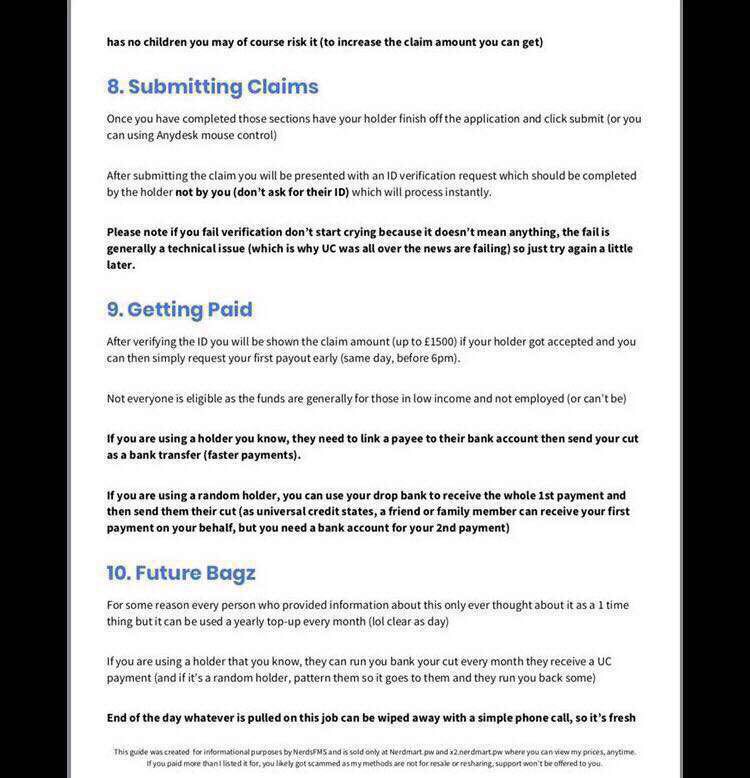 has no children you may of course risk it (to increase the claim amount you can get)
8. Submitting Claims
Once you have completed those sections have your holder finish off the application and click submit (or you
can using Anydesk mouse control)
After submitting the claim you will be presented with an ID verification request which should be completed
by the holder not by you (don't ask for their ID) which will process instantly.
Please note if you fail verification don't start crying because it doesn't mean anything, the fail is
generally a technical issue (which is why UC was all over the news are failing) so just try again a little
later.
9. Getting Paid
After verifying the ID you will be shown the claim amount (up to £1500) if your holder got accepted and you
can then simply request your first payout early (same day, before 6pm).
Not everyone is eligible as the funds are generally for those in low income and not employed (or can't be)
If you are using a holder you know, they need to link a payee to their bank account then send your cut
as a bank transfer (faster payments).
If you are using a random holder, you can use your drop bank to receive the whole 1st payment and
then send them their cut (as universal credit states, a friend or family member can receive your first
payment on your behalf, but you need a bank account for your 2nd payment)
10. Future Bagz
For some reason every person who provided information about this only ever thought about it as a 1 time
thing but it can be used a yearly top-up every month (lol clear as day)
If you are using a holder that you know, they can run you bank your cut every month they receive a UC
payment (and if it's a random holder, pattern them so it goes to them and they run you back some)
End of the day whatever is pulled on this job can be wiped away with a simple phone call, so it's fresh
This guide was created for informational purposes by NerdsFMS and is sold only at Nerdmart.pw and x2.nerdmart.pw where you can view my prices, anytime.
If you paid more than I listed it for, you likely got scammed as my methods are not for resale or resharing, support won't be offered to you.